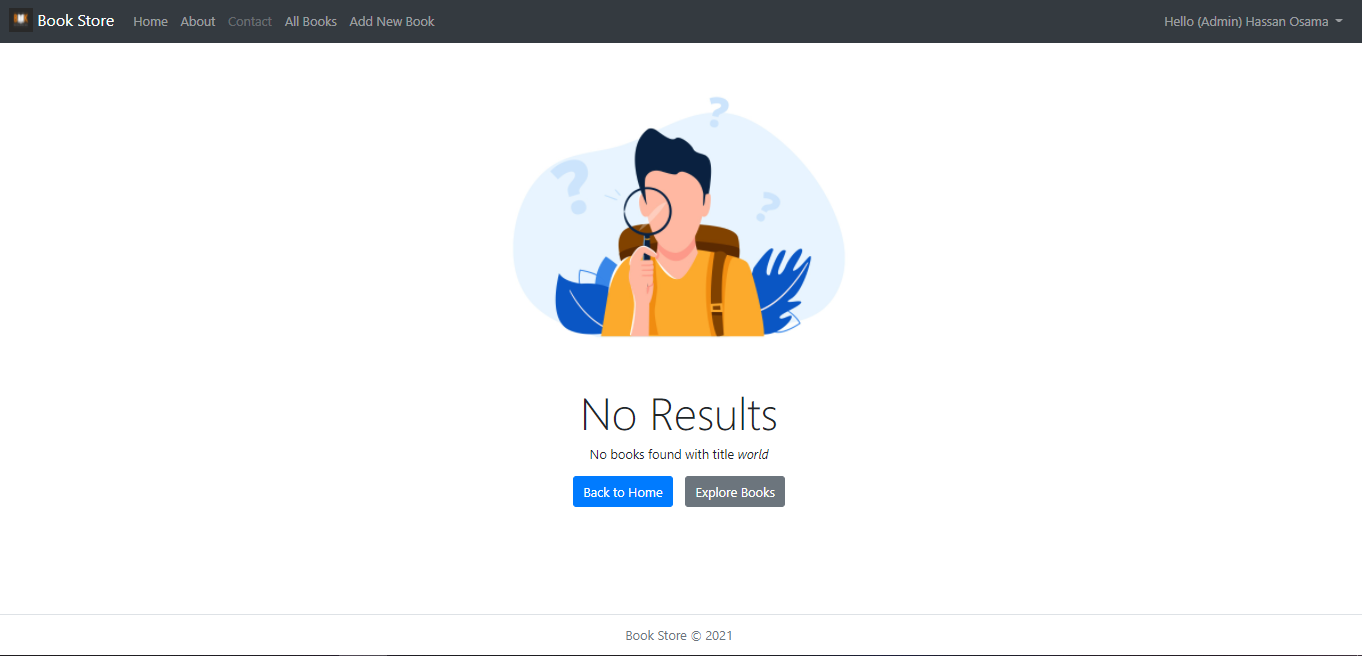 Book Store Home About Contact All Books Add New Book Hello (Admin) Hassan Osama
? ? ?
No Results
No books found with title world
Back to Home Explore Books
Book Store © 2021